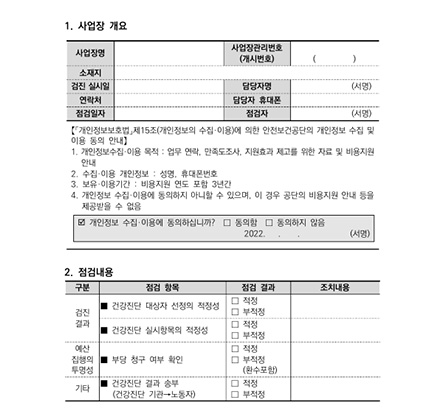 1. 사업장 개요
사업장명 사업장관리번호
(개시번호) ( )
소재지
검진 실시일 담당자명 (서명)
연락처 담당자 휴대폰
점검일자 점검자 (서명)
【「개인정보보호법」제15조(개인정보의 수집·이용)에 의한 안전보건공단의 개인정보 수집 및
이용 동의 안내】
1. 개인정보수집·이용 목적 : 업무 연락, 만족도조사, 지원효과 제고를 위한 자료 및 비용지원
안내
2. 수집·이용 개인정보 : 성명, 휴대폰번호
3. 보유·이용기간 : 비용지원 연도 포함 3년간
4. 개인정보 수집·이용에 동의하지 아니할 수 있으며, 이 경우 공단의 비용지원 안내 등을
제공받을 수 없음
☑ 개인정보 수집·이용에 동의하십니까? □ 동의함 □ 동의하지 않음
2022. . . (서명)
2. 점검내용
구분 점검 항목 점검 결과 조치내용
검진
결과
■ 건강진단 대상자 선정의 적정성 □ 적정
□ 부적정
■ 건강진단 실시항목의 적정성 □ 적정
□ 부적정
예산
집행의
투명성
■ 부당 청구 여부 확인 □ 적정
□ 부적정
(환수포함)
기타 ■ 건강진단 결과 송부
(건강진단 기관→노동자)
□ 적정
□ 부적정